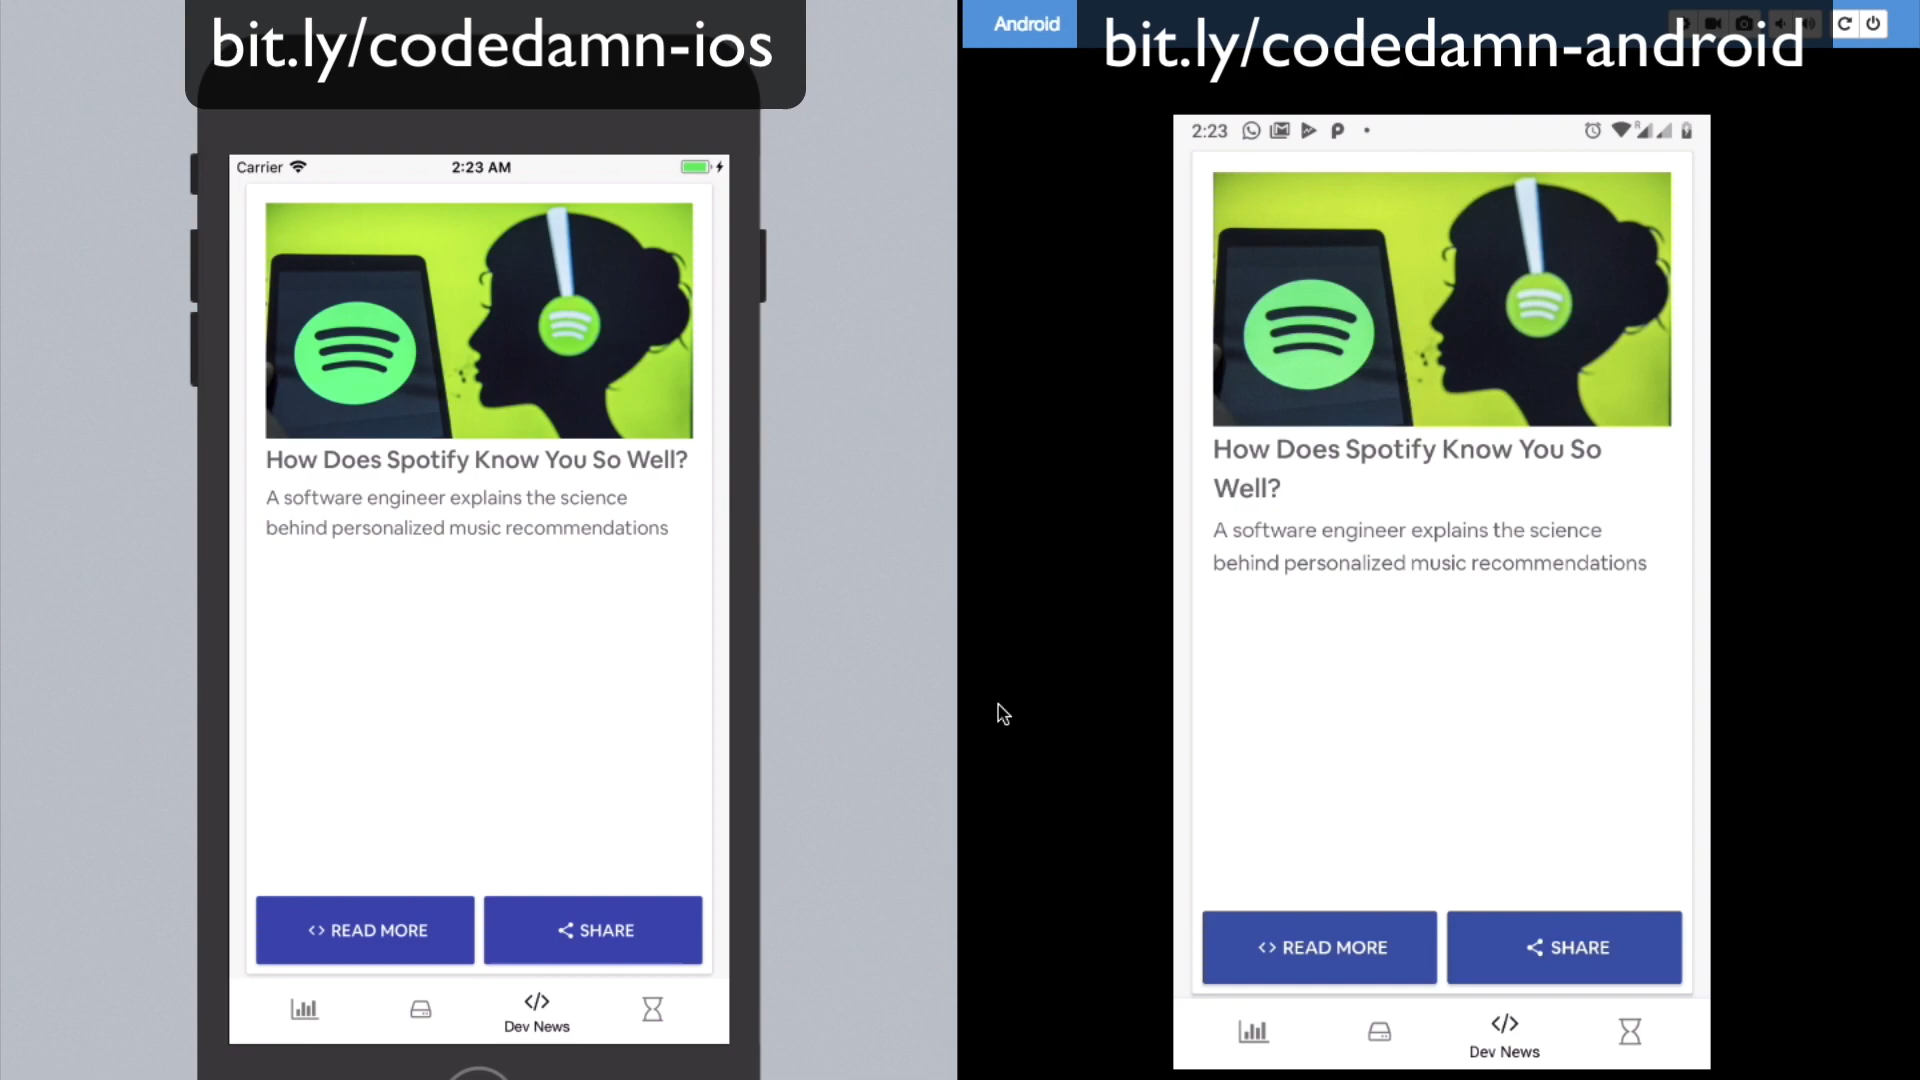 bit.ly/codedamn-ios
Carrier
2:23 AM
How Does Spotify Know You So Well?
A software engineer explains the science
behind personalized music recommendations
<> READ MORE
SHARE
</>
Dev News
Android
bit.ly/codedamn-android
2:23
R
How Does Spotify Know You So
Well?
A software engineer explains the science
behind personalized music recommendations
<> READ MORE
SHARE
</>
Dev News